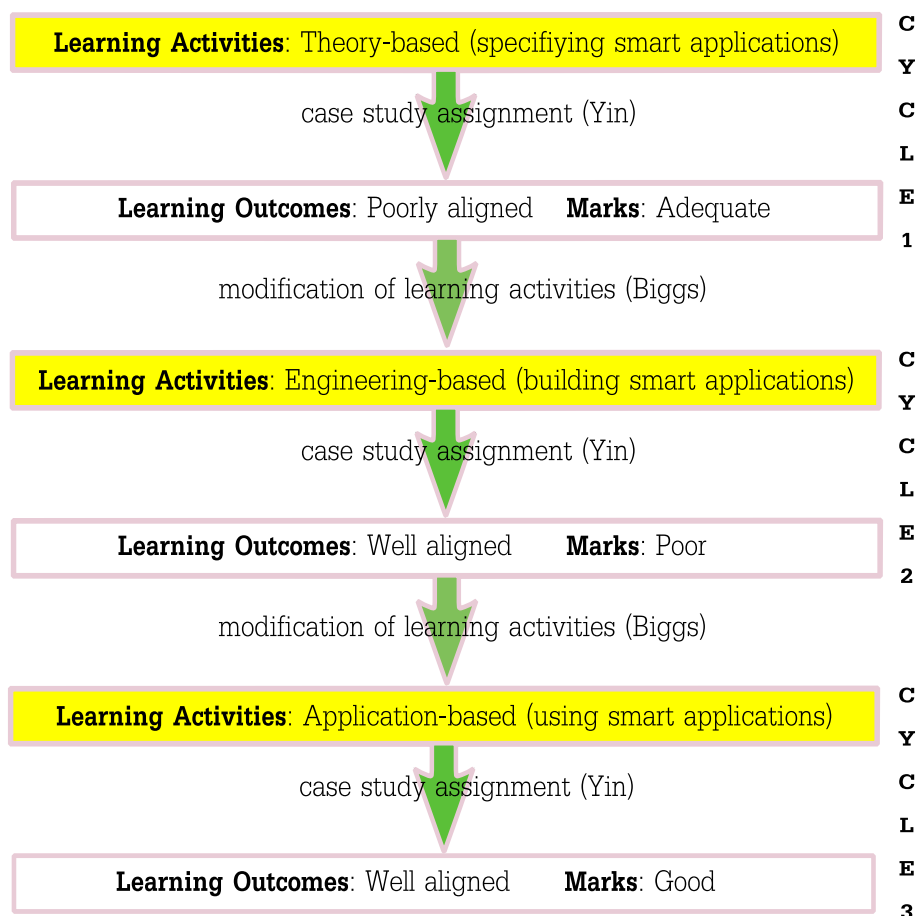 Learning Activities: Theory-based (specifiying smart applications)
case study assignment (Yin)
Learning Outcomes: Poorly aligned Marks: Adequate
CYCLE 1
modification of learning activities (Biggs)
Learning Activities: Engineering-based (building smart applications)
case study assignment (Yin)
Learning Outcomes: Well aligned Marks: Poor
CYCLE 2
modification of learning activities (Biggs)
Learning Activities: Application-based (using smart applications)
case study assignment (Yin)
Learning Outcomes: Well aligned Marks: Good
CYCLE 3